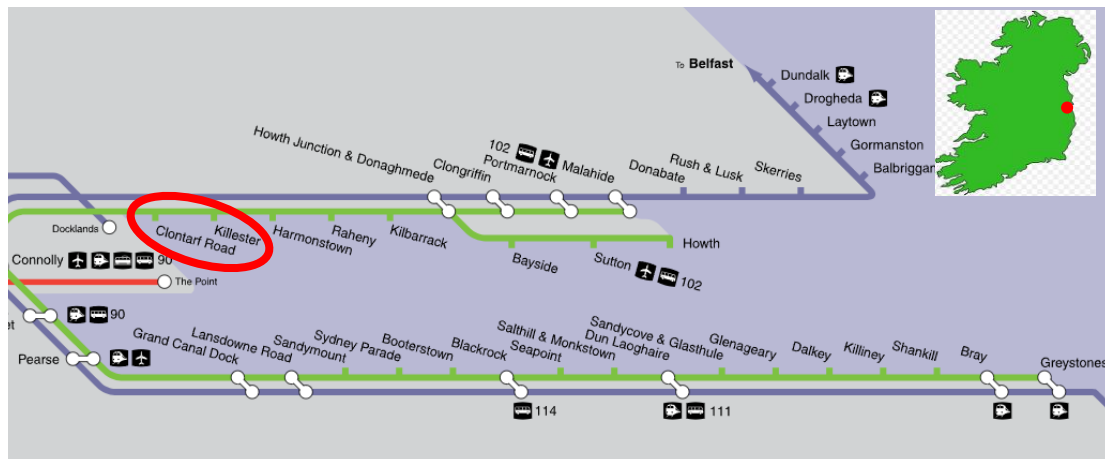 To Belfast
Dundalk
Drogheda
Laytown
Gormanston
Balbriggan
Skerries
Rush & Lusk
Donabate
Malahide
102
Portmarnock
Clongriffin
Howth Junction & Donaghmede
Docklands
Clontarf Road
Killester
Harmonstown
Raheny
Kilbarrack
Bayside
Sutton
102
Howth
Connolly
90
The Point
et
90
Pearse
Grand Canal Dock
Lansdowne Road
Sandymount
Sydney Parade
Booterstown
Blackrock
Seapoint
Salthill & Monkstown
Dun Laoghaire
Sandycove & Glasthule
Glenageary
Dalkey
Killiney
Shankill
Bray
Greystones
114
111